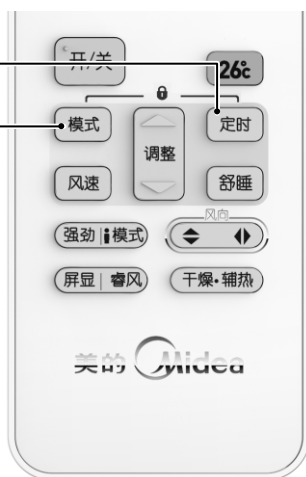 开/关 26℃
模式 调整 定时
风速 舒睡
风向
强劲|i模式
屏显|睿风 干燥•辅热
美的 Midea